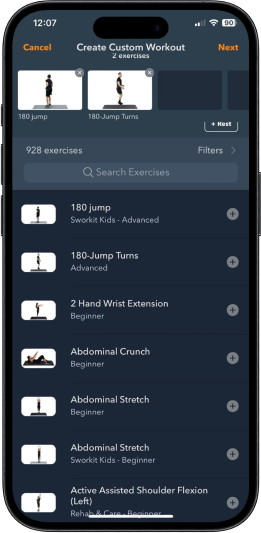 12:07
90
Cancel
Create Custom Workout
Next
2 exercises
180 jump
180-Jump Turns
+ Rest
928 exercises
Filters
Search Exercises
180 jump
Sworkit Kids - Advanced
180-Jump Turns
Advanced
2 Hand Wrist Extension
Beginner
Abdominal Crunch
Beginner
Abdominal Stretch
Beginner
Abdominal Stretch
Sworkit Kids - Beginner
Active Assisted Shoulder Flexion
(Left)
Rehab & Care - Beginner